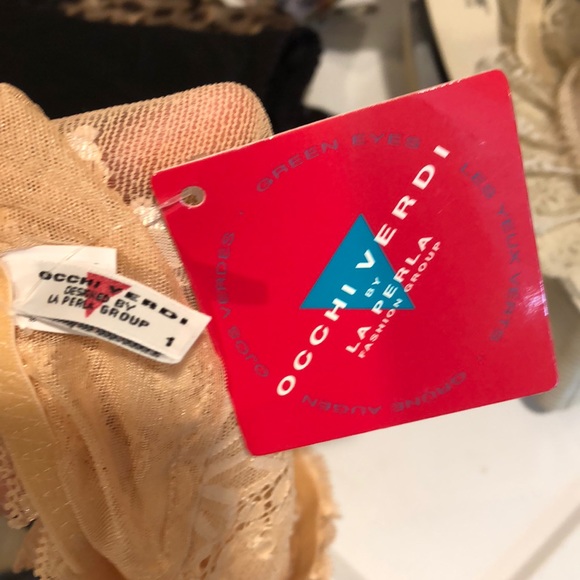 OCCHI VERDI
BY
LA PERLA
FASHION GROUP
GREEN EYES
LES YEUX VERTS
GRÜNE AUGEN
OJOS VERDES
OCCHI VERDI
DESIGNED BY
LA PERLA GROUP
1